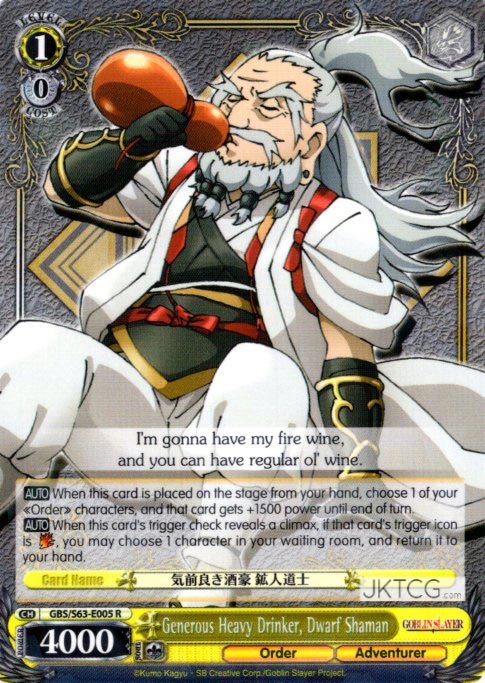 LEVEL
1
0
COST
I'm gonna have my fire wine,
and you can have regular ol' wine.
AUTO When this card is placed on the stage from your hand, choose 1 of your
«Order» characters, and that card gets +1500 power until end of turn.
AUTO When this card's trigger check reveals a climax, if that card's trigger icon
is , you may choose 1 character in your waiting room, and return it to
your hand.
Card Name 気前良き酒豪 鉱人道士
JKTCG.com
CH GBS/S63-E005 R
Generous Heavy Drinker, Dwarf Shaman
GOBLIN SLAYER
POWER 4000 SOUL
Order Adventurer
©Kumo Kagyu・SB Creative Corp./Goblin Slayer Project.